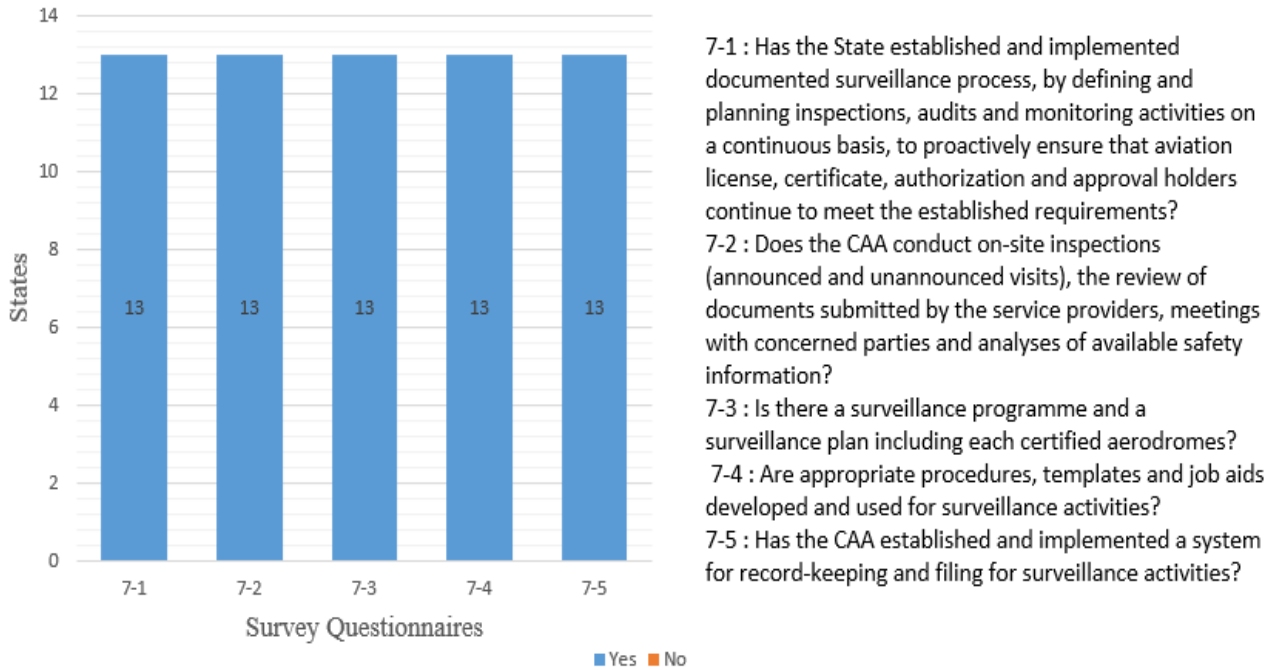 14
12
10
8
6
4
2
0
States
13 13 13 13 13
7-1 7-2 7-3 7-4 7-5
Survey Questionnaires
Yes No
7-1 : Has the State established and implemented
documented surveillance process, by defining and
planning inspections, audits and monitoring activities on
a continuous basis, to proactively ensure that aviation
license, certificate, authorization and approval holders
continue to meet the established requirements?
7-2 : Does the CAA conduct on-site inspections
(announced and unannounced visits), the review of
documents submitted by the service providers, meetings
with concerned parties and analyses of available safety
information?
7-3 : Is there a surveillance programme and a
surveillance plan including each certified aerodromes?
7-4 : Are appropriate procedures, templates and job aids
developed and used for surveillance activities?
7-5 : Has the CAA established and implemented a system
for record-keeping and filing for surveillance activities?